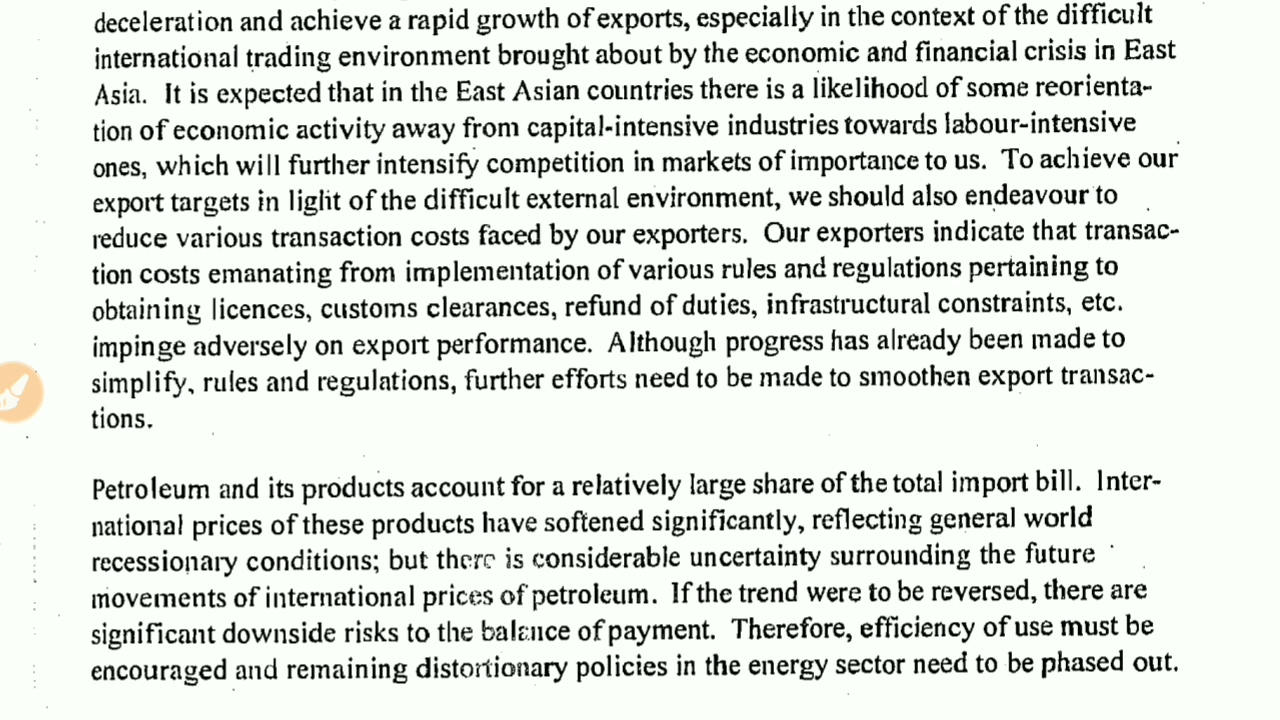 deceleration and achieve a rapid growth of exports, especially in the context of the difficult
international trading environment brought about by the economic and financial crisis in East
Asia. It is expected that in the East Asian countries there is a likelihood of some reorienta-
tion of economic activity away from capital-intensive industries towards labour-intensive
ones, which will further intensify competition in markets of importance to us. To achieve our
export targets in light of the difficult external environment, we should also endeavour to
reduce various transaction costs faced by our exporters. Our exporters indicate that transac-
tion costs emanating from implementation of various rules and regulations pertaining to
obtaining licences, customs clearances, refund of duties, infrastructural constraints, etc.
impinge adversely on export performance. Although progress has already been made to
simplify, rules and regulations, further efforts need to be made to smoothen export transac-
tions.
Petroleum and its products account for a relatively large share of the total import bill. Inter-
national prices of these products have softened significantly, reflecting general world
recessionary conditions; but there is considerable uncertainty surrounding the future
movements of international prices of petroleum. If the trend were to be reversed, there are
significant downside risks to the balance of payment. Therefore, efficiency of use must be
encouraged and remaining distortionary policies in the energy sector need to be phased out.